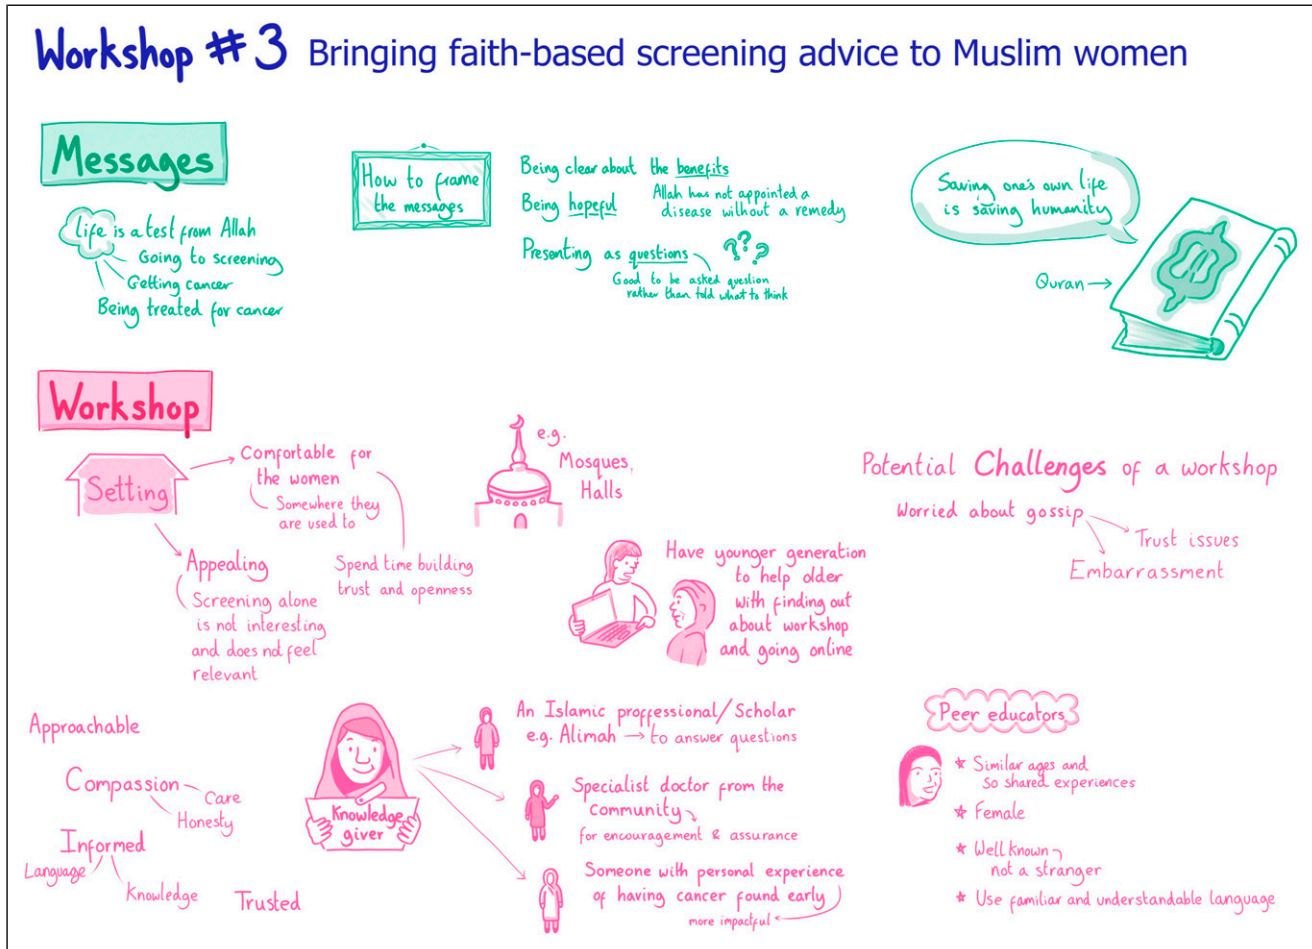 Workshop #3 Bringing faith-based screening advice to Muslim women
Messages
Life is a test from Allah
Going to screening
Getting cancer
Being treated for cancer
How to frame
the messages
Being clear about the benefits
Being hopeful
Allah has not appointed a
disease without a remedy
Presenting as questions
???
Good to be asked question
rather than told what to think
Saving one's own life
is saving humanity
Quran
Workshop
Setting
Comfortable for
the women
Somewhere they
are used to
Spend time building
trust and openness
Appealing
Screening alone
is not interesting
and does not feel
relevant
e.g.
Mosques,
Halls
Have younger generation
to help older
with finding out
about workshop
and going online
Potential Challenges of a workshop
Worried about gossip
Trust issues
Embarrassment
Approachable
Compassion
Care
Honesty
Informed
Language
Knowledge
Trusted
Knowledge
giver
An Islamic proffessional/Scholar
e.g. Alimah → to answer questions
Specialist doctor from the
Community
for encouragement & assurance
Someone with personal experience
of having cancer found early
more impactful
Peer educators
★ Similar ages and
So shared experiences
★ Female
★ Well known
not a stranger
★ Use familiar and understandable language